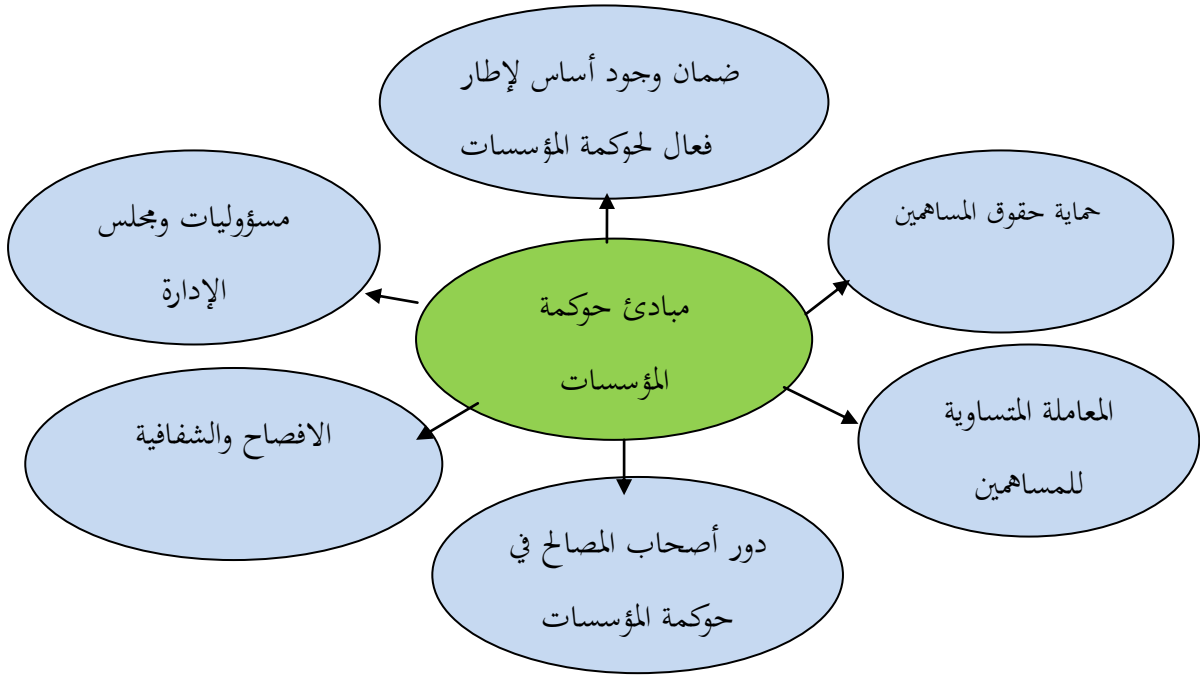 ضمان وجود أساس لإطار
فعال لحوكمة المؤسسات
حماية حقوق المساهمين
مسؤوليات ومجلس
الإدارة
مبادئ حوكمة
المؤسسات
المعاملة المتساوية
للمساهمين
الافصاح والشفافية
دور أصحاب المصالح في
حوكمة المؤسسات